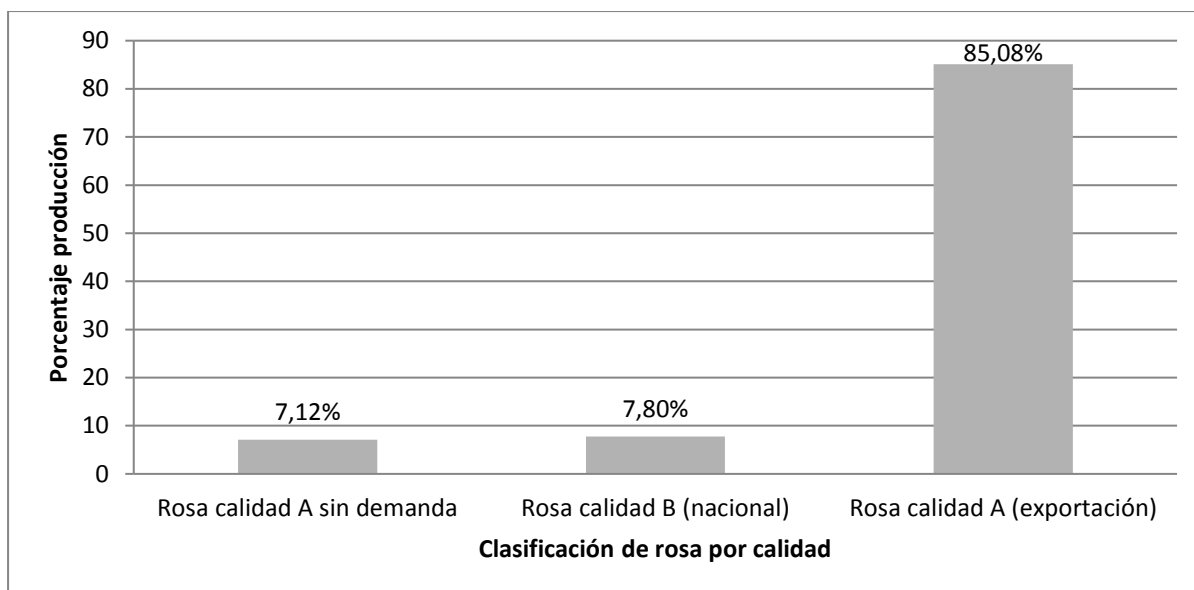 Porcentaje producción
90
80
70
60
50
40
30
20
10
0
7,12%
7,80%
85,08%
Rosa calidad A sin demanda
Rosa calidad B (nacional)
Rosa calidad A (exportación)
Clasificación de rosa por calidad